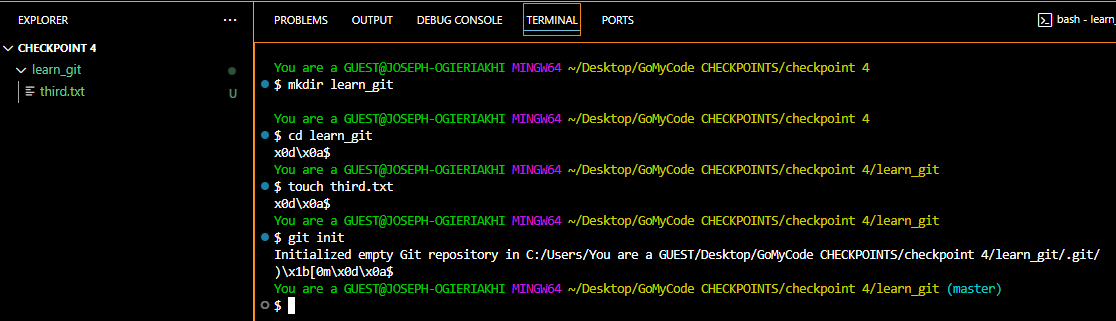 EXPLORER ...
CHECKPOINT 4
learn_git
third.txt U
PROBLEMS OUTPUT DEBUG CONSOLE TERMINAL PORTS bash - learn_
You are a GUEST@JOSEPH-OGIERIAKHI MINGW64 ~/Desktop/GoMyCode CHECKPOINTS/checkpoint 4
$ mkdir learn_git
You are a GUEST@JOSEPH-OGIERIAKHI MINGW64 ~/Desktop/GoMyCode CHECKPOINTS/checkpoint 4
$ cd learn_git
x0d\x0a$
You are a GUEST@JOSEPH-OGIERIAKHI MINGW64 ~/Desktop/GoMyCode CHECKPOINTS/checkpoint 4/learn_git
$ touch third.txt
x0d\x0a$
You are a GUEST@JOSEPH-OGIERIAKHI MINGW64 ~/Desktop/GoMyCode CHECKPOINTS/checkpoint 4/learn_git
$ git init
Initialized empty Git repository in C:/Users/You are a GUEST/Desktop/GoMyCode CHECKPOINTS/checkpoint 4/learn_git/.git/
)\x1b[0m\x0d\x0a$
You are a GUEST@JOSEPH-OGIERIAKHI MINGW64 ~/Desktop/GoMyCode CHECKPOINTS/checkpoint 4/learn_git (master)
$